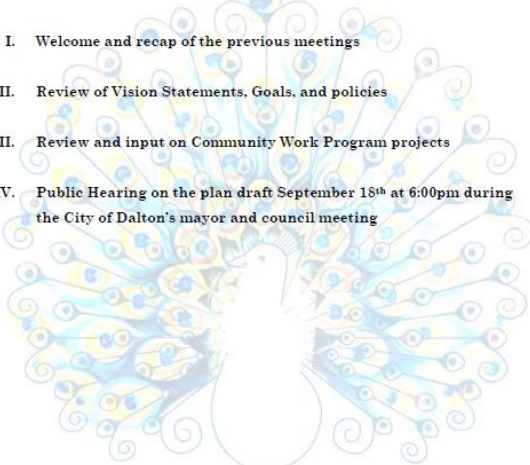 I. Welcome and recap of the previous meetings
II. Review of Vision Statements, Goals, and policies
II. Review and input on Community Work Program projects
V. Public Hearing on the plan draft September 18th at 6:00pm during
the City of Dalton's mayor and council meeting